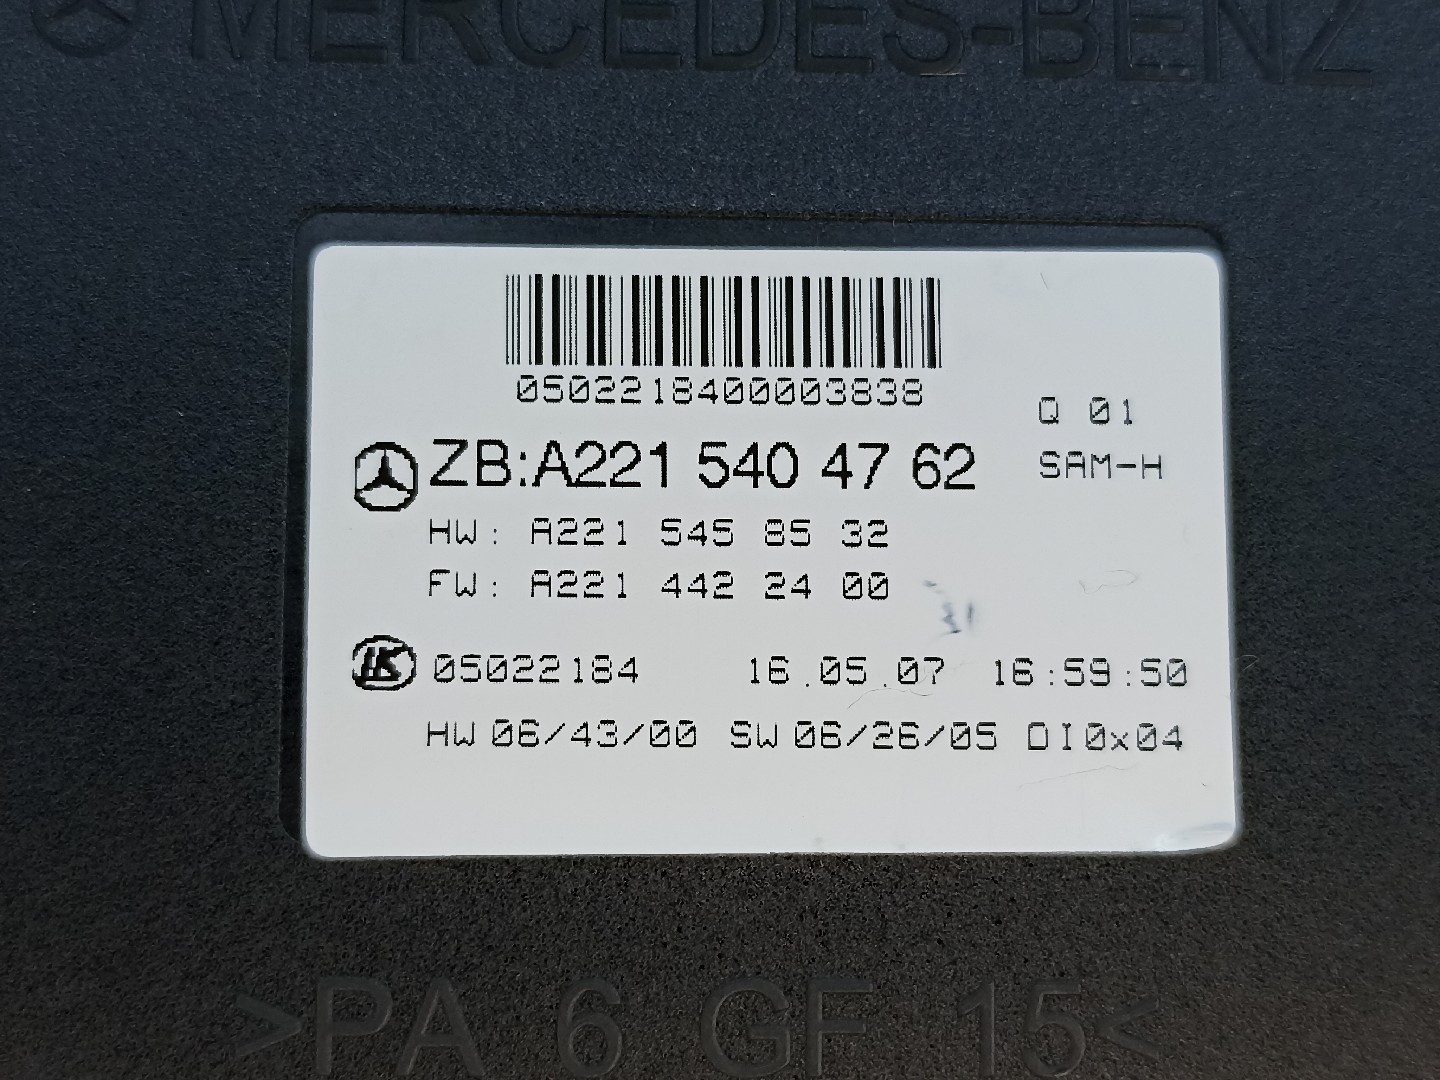 MERCEDES-BENZ
0502218400003838
Q 01
ZB:A221 540 47 62
SAM-H
HW: A221 545 85 32
FW: A221 442 24 00
05022184 16.05.07 16:59:50
HW 06/43/00 SW 06/26/05 DI0x04
>PA 6 GF 15<